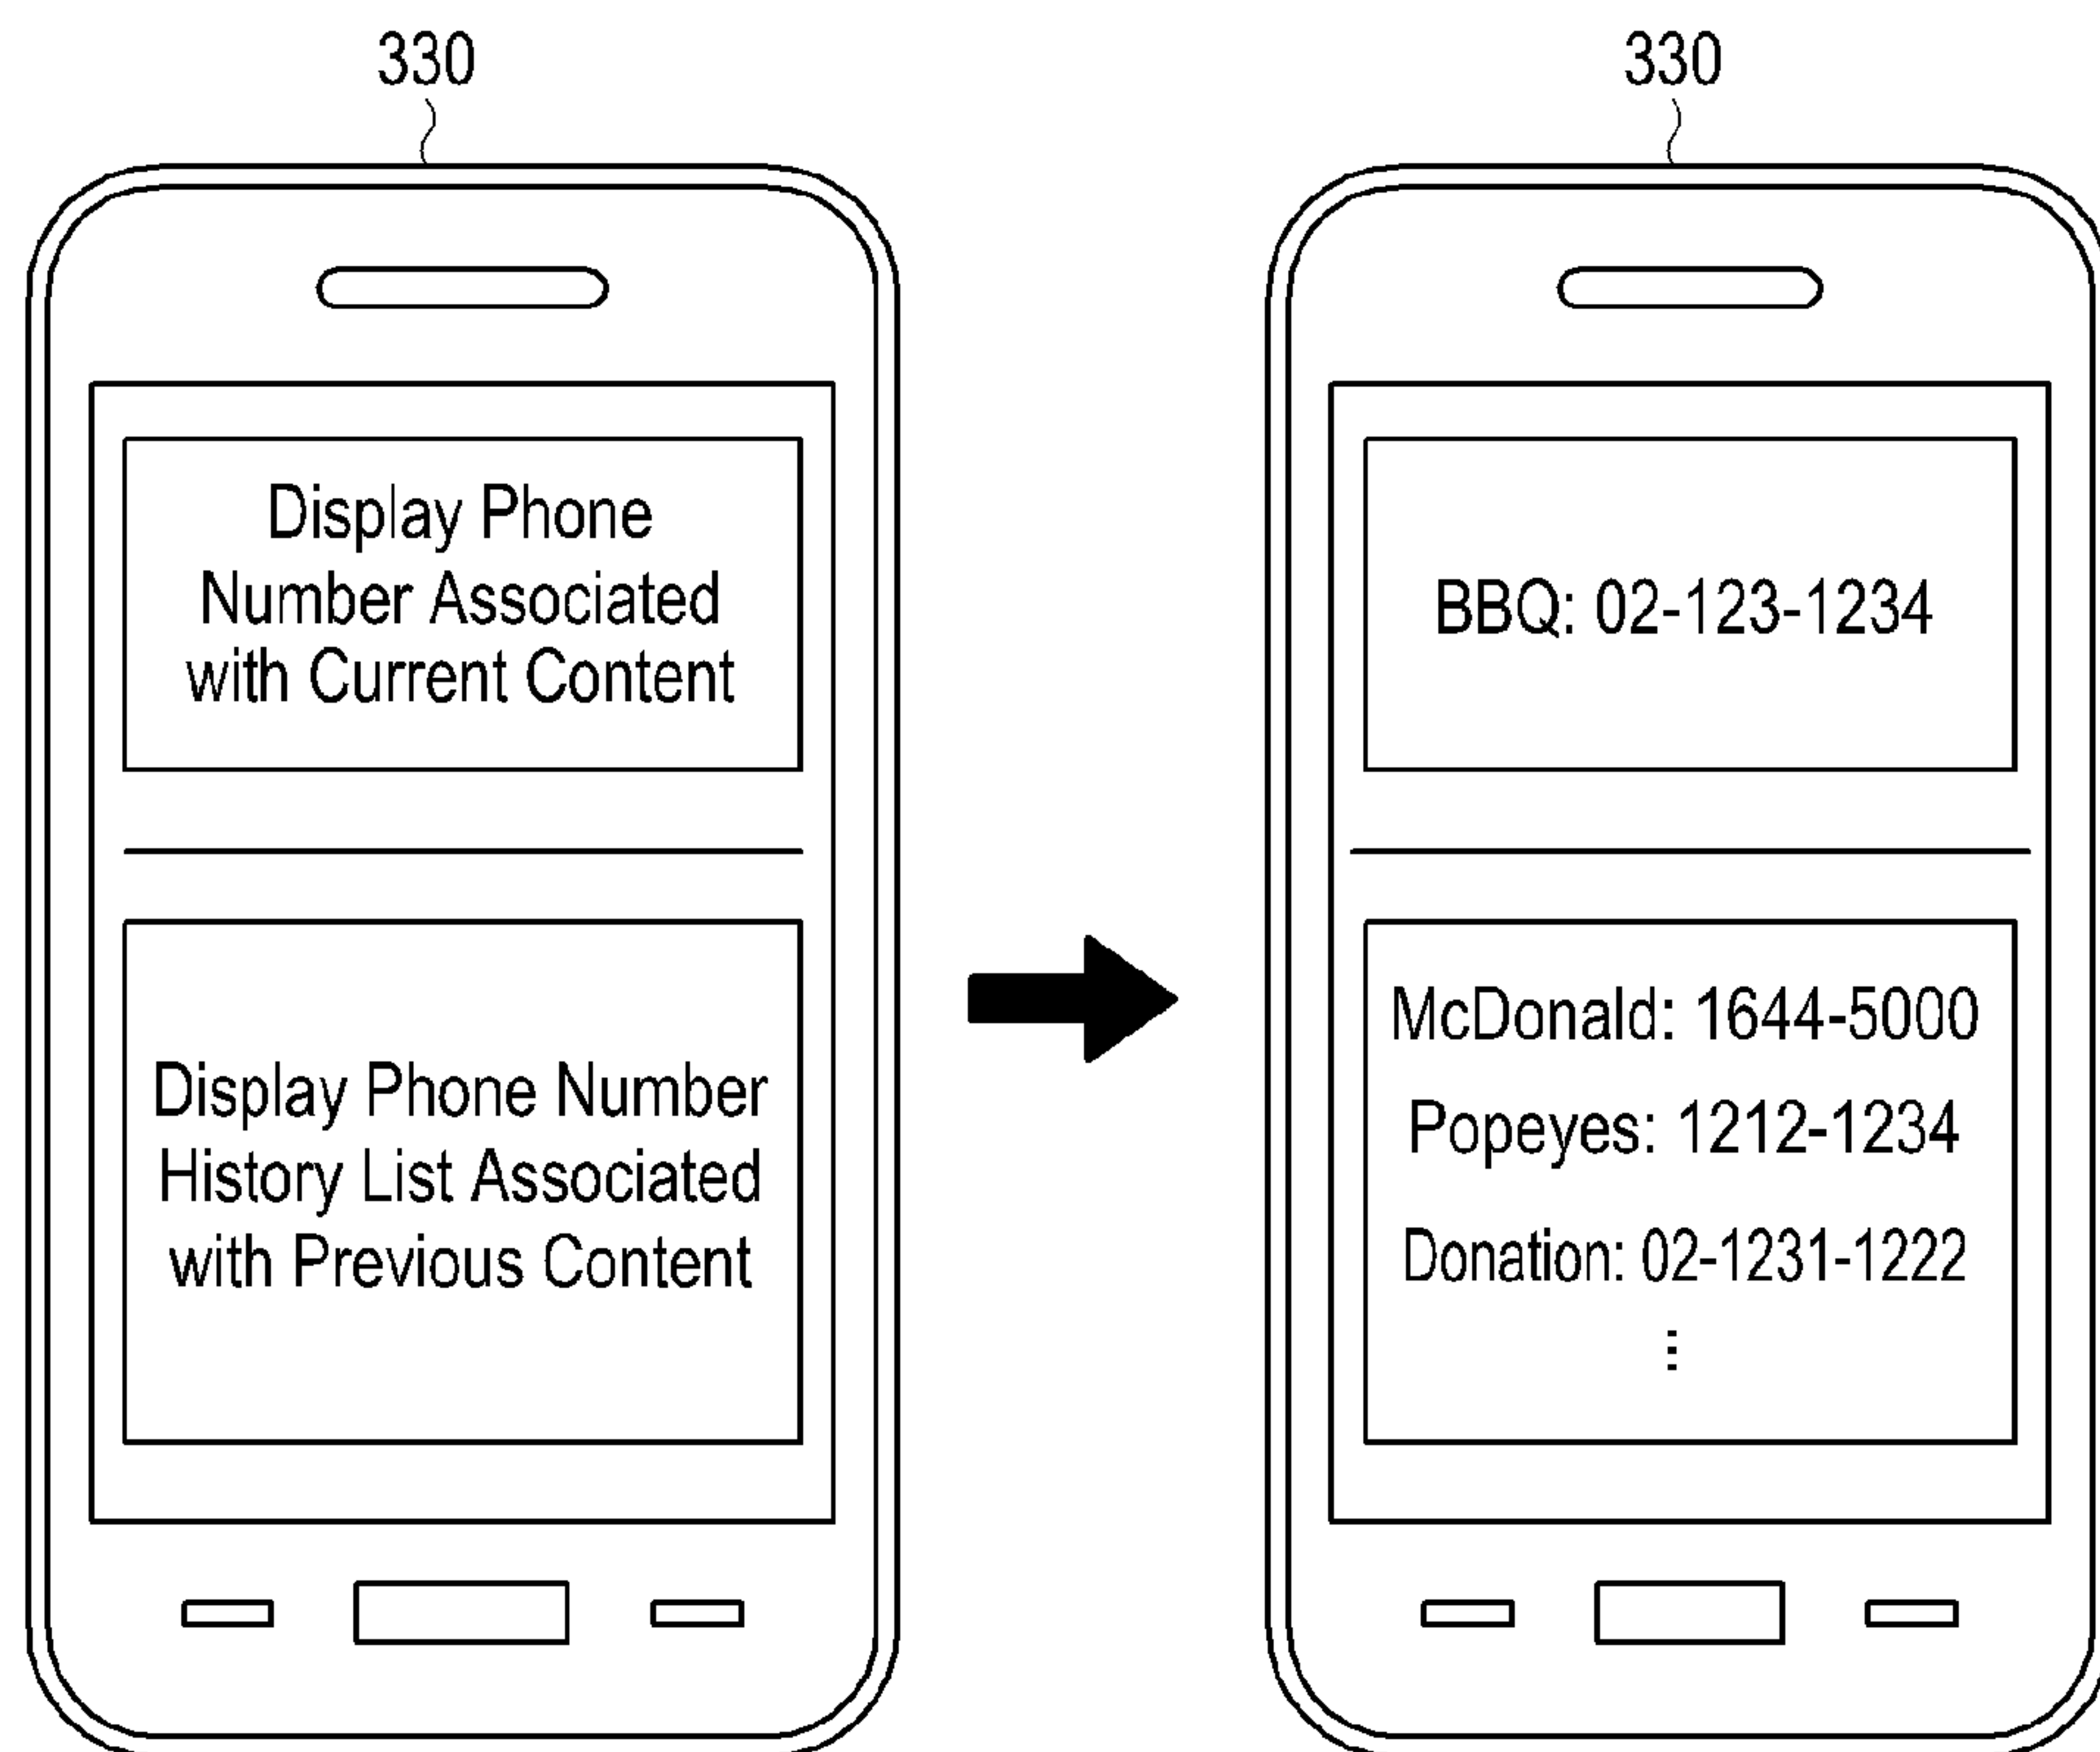 330
Display Phone
Number Associated
with Current Content
Display Phone Number
History List Associated
with Previous Content
330
BBQ: 02-123-1234
McDonald: 1644-5000
Popeyes: 1212-1234
Donation: 02-1231-1222
⋮